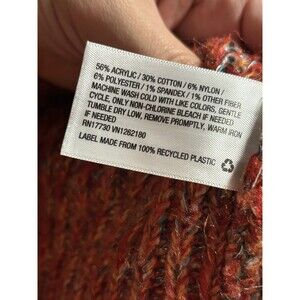 56% ACRYLIC / 30% COTTON / 6% NYLON /
6% POLYESTER / 1% SPANDEX / 1% OTHER FIBER
MACHINE WASH COLD WITH LIKE COLORS, GENTLE
CYCLE, ONLY NON-CHLORINE BLEACH IF NEEDED
TUMBLE DRY LOW, REMOVE PROMPTLY, WARM IRON
IF NEEDED
RN17730 VN1262180
LABEL MADE FROM 100% RECYCLED PLASTIC